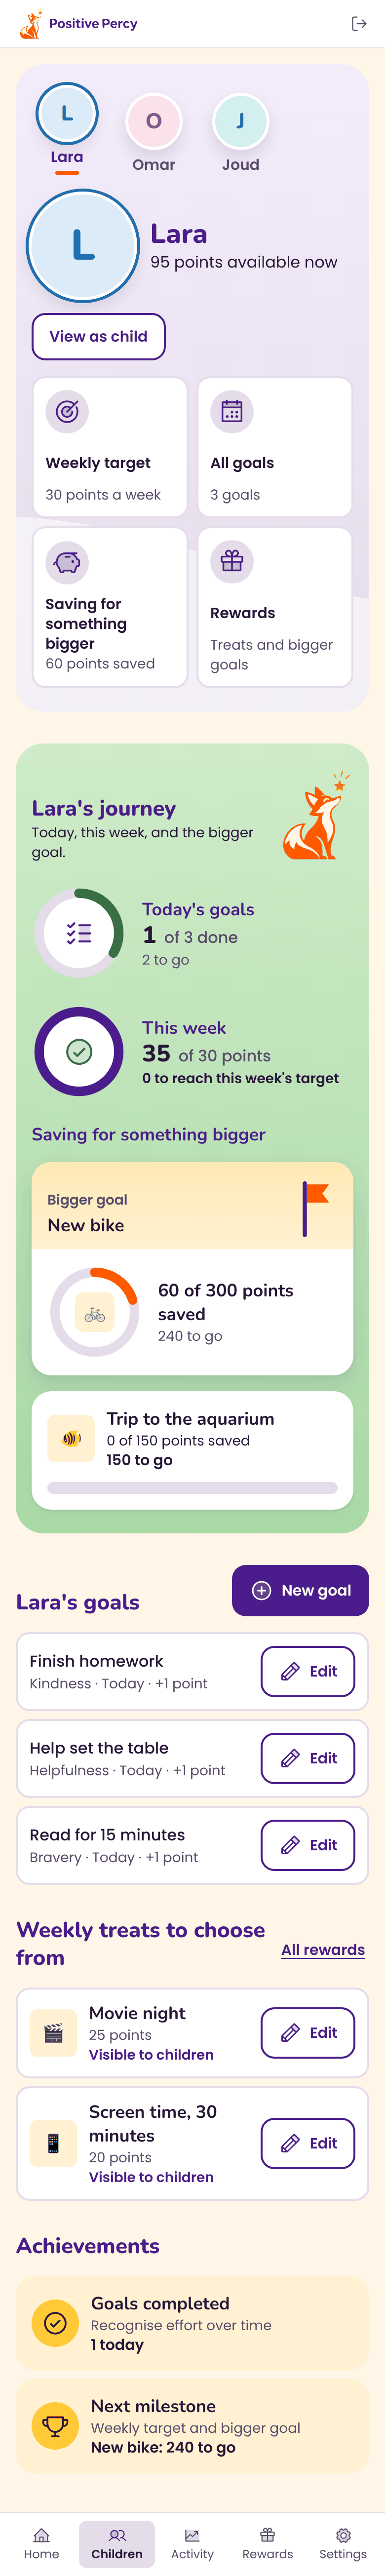 Positive Percy
L
O
J
Lara
Omar
Joud
L
Lara
95 points available now
View as child
Weekly target
30 points a week
All goals
3 goals
Saving for
something
bigger
60 points saved
Rewards
Treats and bigger
goals
Lara's journey
Today, this week, and the bigger
goal.
Today's goals
1 of 3 done
2 to go
This week
35 of 30 points
0 to reach this week's target
Saving for something bigger
Bigger goal
New bike
60 of 300 points
saved
240 to go
Trip to the aquarium
0 of 150 points saved
150 to go
Lara's goals
New goal
Finish homework
Kindness · Today · +1 point
Edit
Help set the table
Helpfulness · Today · +1 point
Edit
Read for 15 minutes
Bravery · Today · +1 point
Edit
Weekly treats to choose
from
All rewards
Movie night
25 points
Visible to children
Edit
Screen time, 30
minutes
20 points
Visible to children
Edit
Achievements
Goals completed
Recognise effort over time
1 today
Next milestone
Weekly target and bigger goal
New bike: 240 to go
Home
Children
Activity
Rewards
Settings